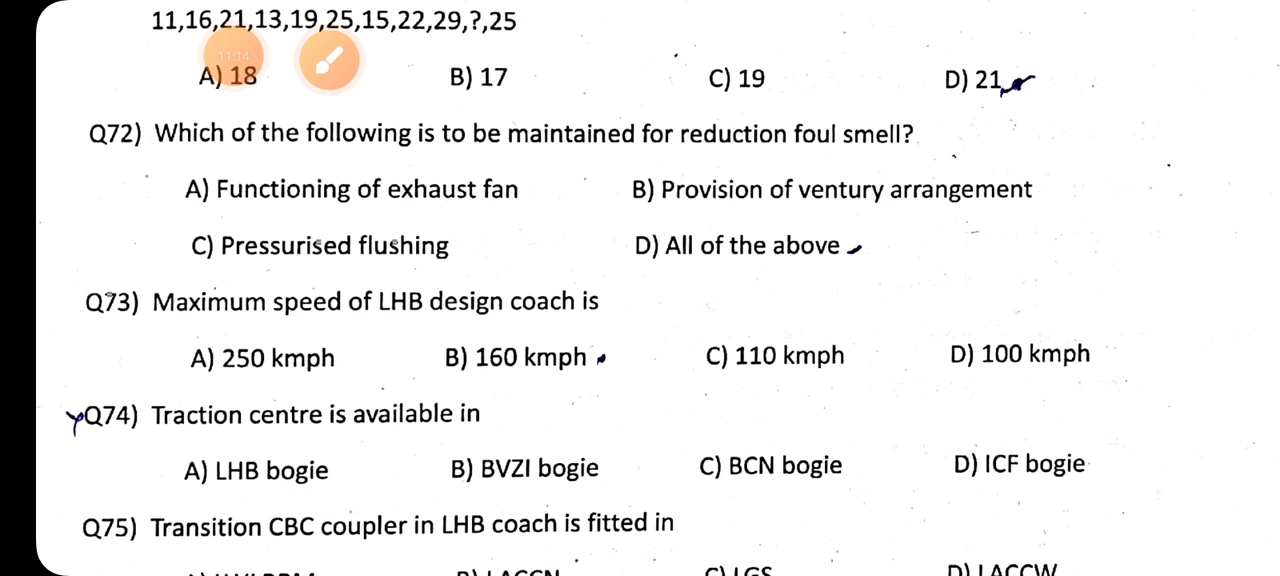 11,16,21,13,19,25,15,22,29,?,25
11:14
A) 18 B) 17 C) 19 D) 21
Q72) Which of the following is to be maintained for reduction foul smell?
A) Functioning of exhaust fan B) Provision of ventury arrangement
C) Pressurised flushing D) All of the above
Q73) Maximum speed of LHB design coach is
A) 250 kmph B) 160 kmph C) 110 kmph D) 100 kmph
Q74) Traction centre is available in
A) LHB bogie B) BVZI bogie C) BCN bogie D) ICF bogie
Q75) Transition CBC coupler in LHB coach is fitted in